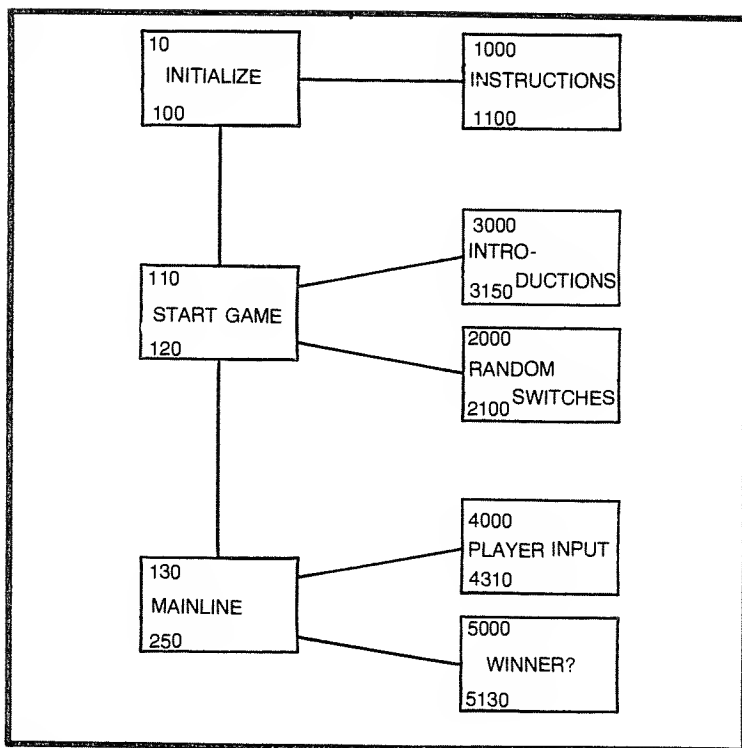 10
INITIALIZE
100
1000
INSTRUCTIONS
1100
3000
INTRO-
DUCTIONS
3150
110
START GAME
120
2000
RANDOM
SWITCHES
2100
4000
PLAYER INPUT
4310
130
MAINLINE
250
5000
WINNER?
5130